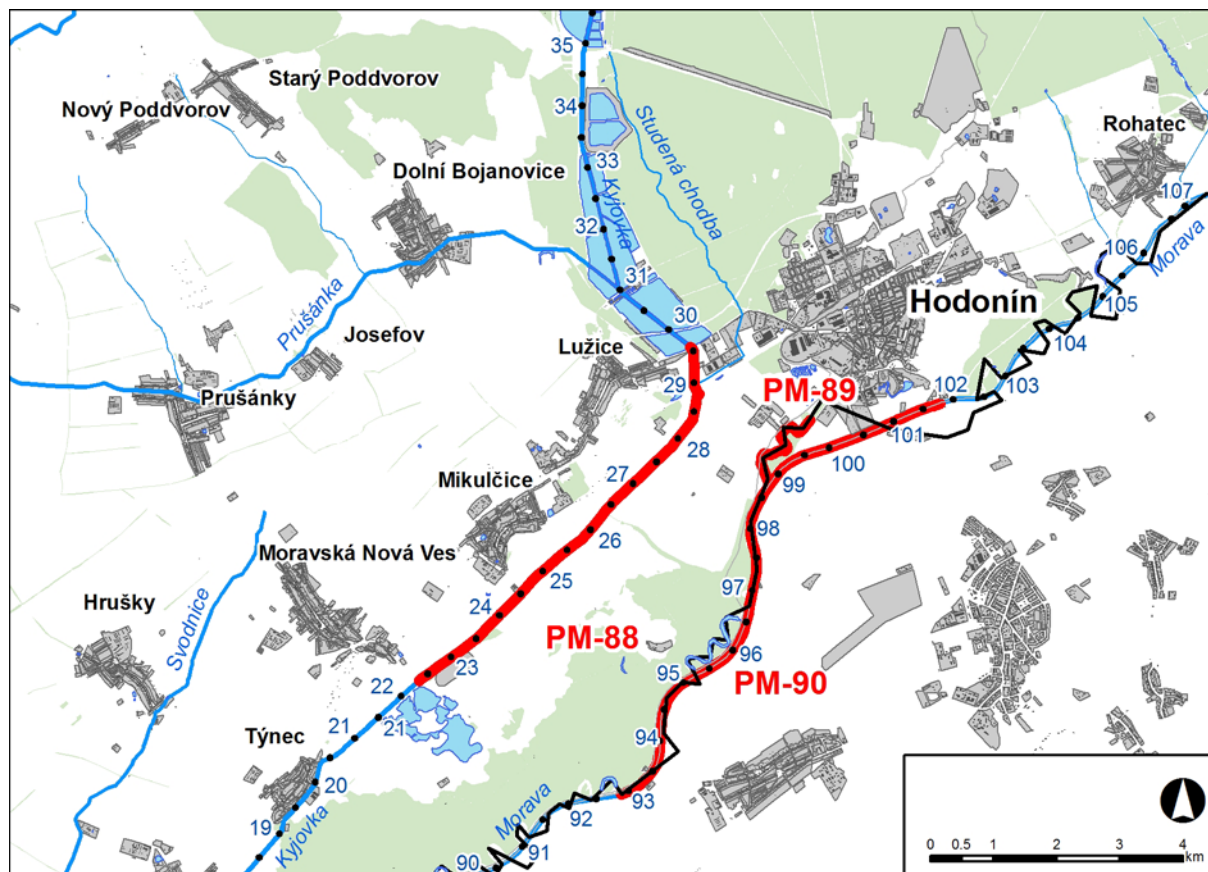 35
Starý Poddvorov
Nový Poddvorov
34
Studená chodba
Rohatec
Dolní Bojanovice
33
Kyjovka
107
32
106
Morava
31
105
Prušánka
Hodonín
30
104
Josefov
Lužice
29
103
Prušánky
PM-89
102
28
101
100
Mikulčice
27
99
98
26
Moravská Nová Ves
25
97
Hrušky
Svodnice
24
PM-88
96
23
95
PM-90
22
21
21
94
Týnec
20
93
19
Morava
92
Kyjovka
91
90
0 0,5 1 2 3 4
km